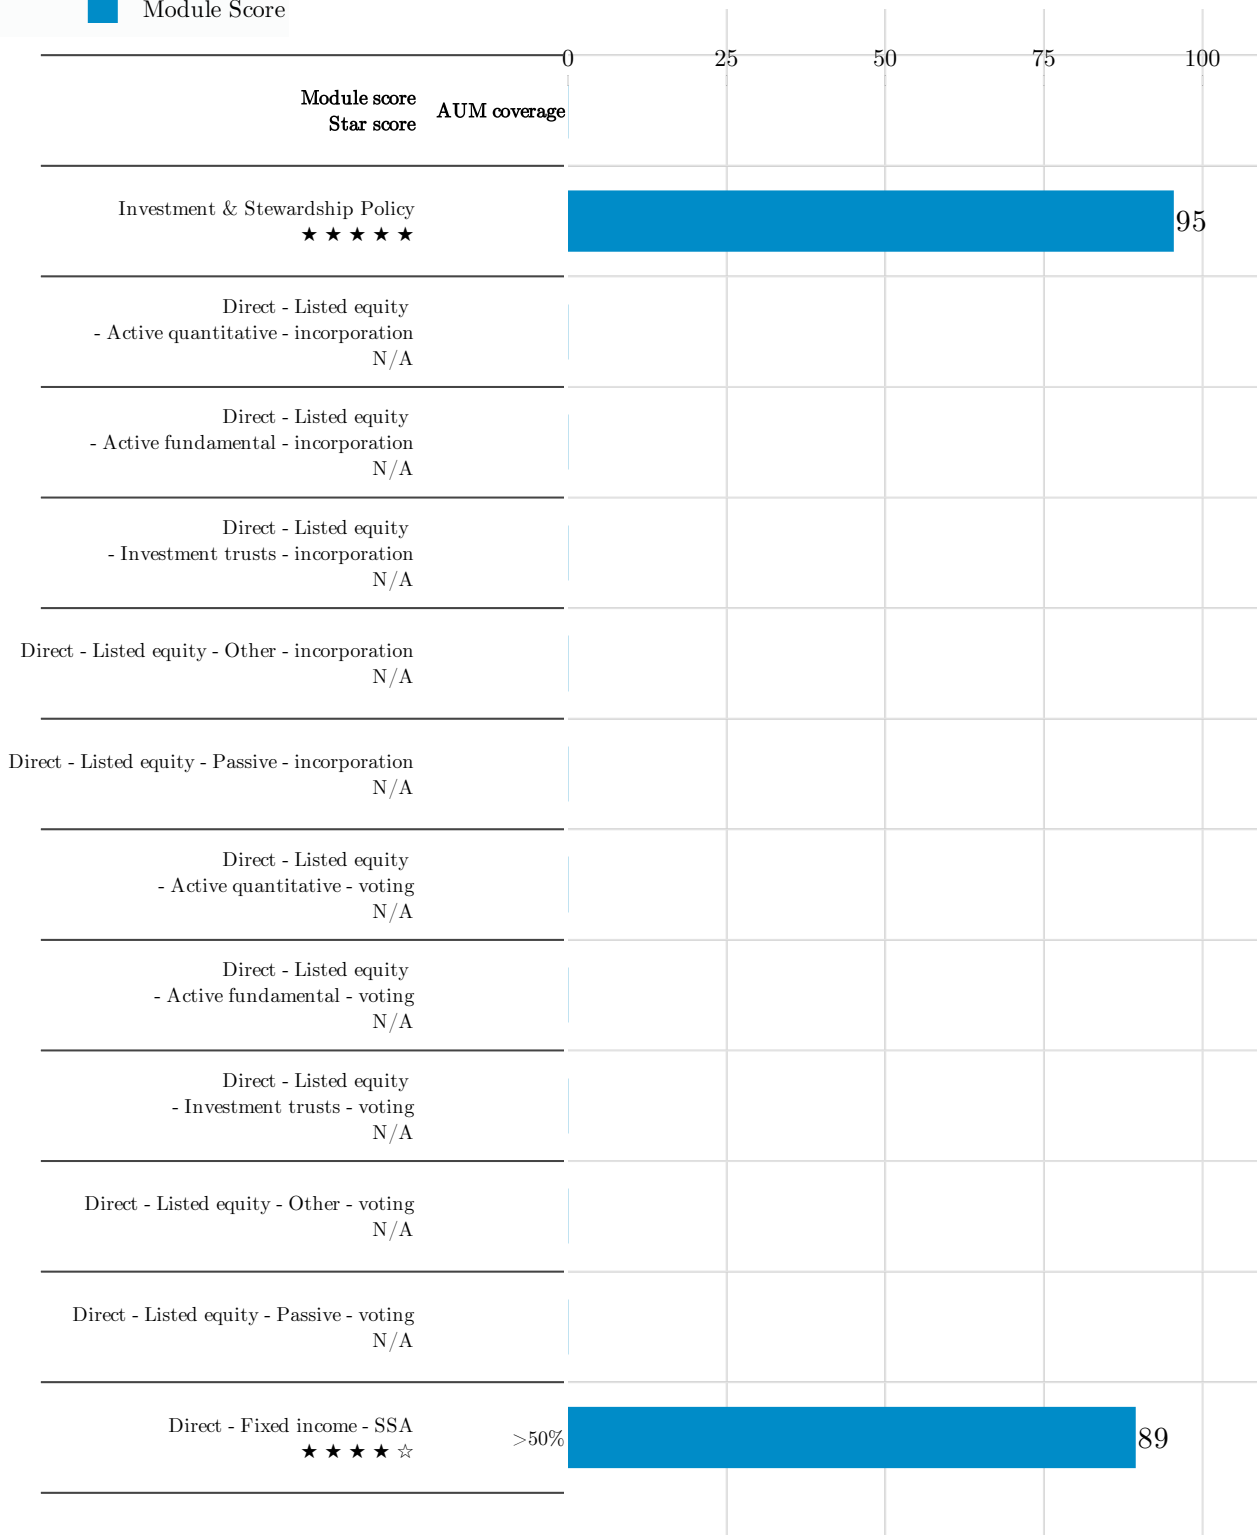 Module Score
0 25 50 75 100
Module score
Star score
AUM coverage
Investment & Stewardship Policy
★ ★ ★ ★ ★
95
Direct - Listed equity
- Active quantitative - incorporation
N/A
Direct - Listed equity
- Active fundamental - incorporation
N/A
Direct - Listed equity
- Investment trusts - incorporation
N/A
Direct - Listed equity - Other - incorporation
N/A
Direct - Listed equity - Passive - incorporation
N/A
Direct - Listed equity
- Active quantitative - voting
N/A
Direct - Listed equity
- Active fundamental - voting
N/A
Direct - Listed equity
- Investment trusts - voting
N/A
Direct - Listed equity - Other - voting
N/A
Direct - Listed equity - Passive - voting
N/A
Direct - Fixed income - SSA
★ ★ ★ ★ ☆
>50%
89